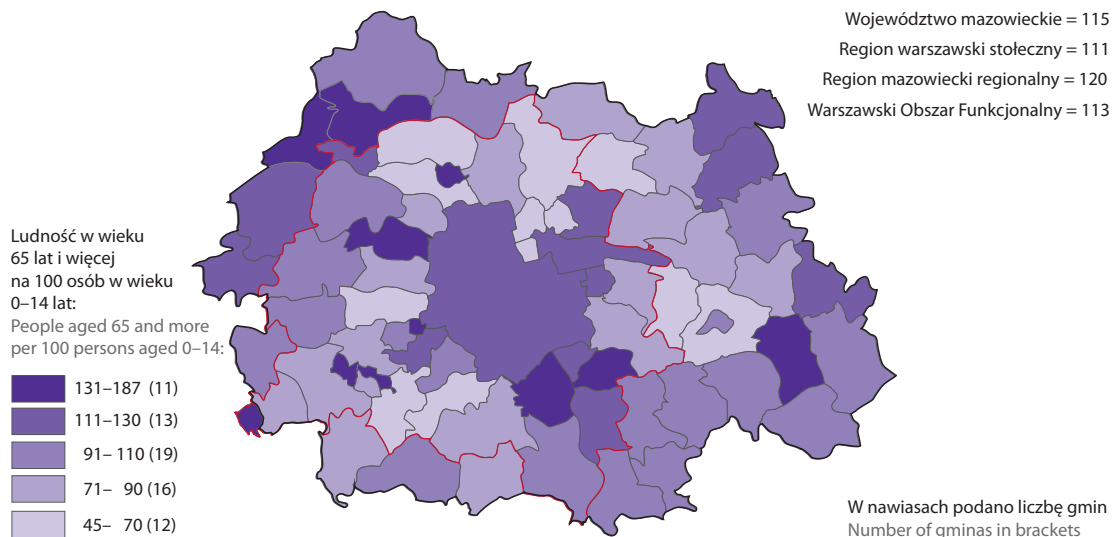 Województwo mazowieckie = 115
Region warszawski stołeczny = 111
Region mazowiecki regionalny = 120
Warszawski Obszar Funkcjonalny = 113
Ludność w wieku
65 lat i więcej
na 100 osób w wieku
0–14 lat:
People aged 65 and more
per 100 persons aged 0–14:
131–187 (11)
111–130 (13)
91–110 (19)
71– 90 (16)
45– 70 (12)
W nawiasach podano liczbę gmin
Number of gminas in brackets